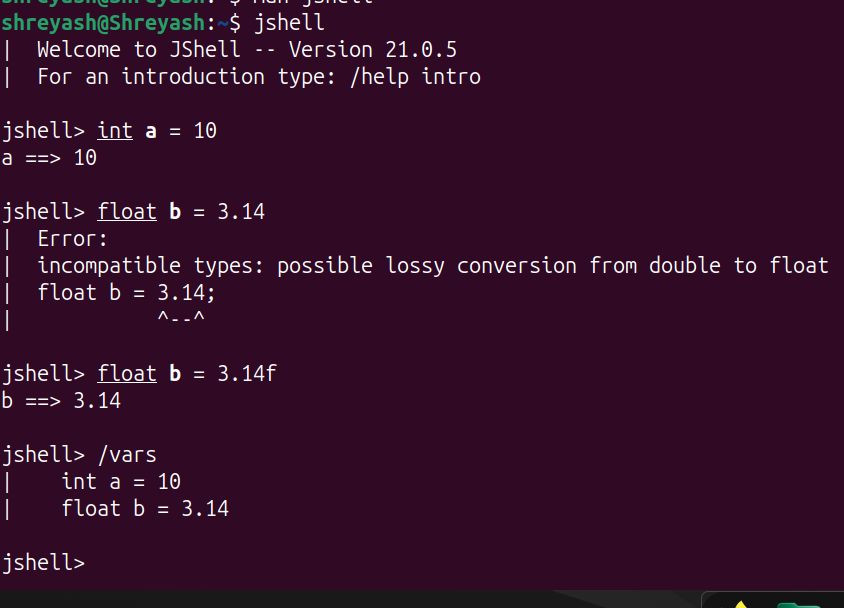 shreyash@Shreyash:~$ man jshell
shreyash@Shreyash:~$ jshell
|  Welcome to JShell -- Version 21.0.5
|  For an introduction type: /help intro
jshell> int a = 10
a ==> 10
jshell> float b = 3.14
|  Error:
|  incompatible types: possible lossy conversion from double to float
|  float b = 3.14;
|            ^--^
jshell> float b = 3.14f
b ==> 3.14
jshell> /vars
|    int a = 10
|    float b = 3.14
jshell>